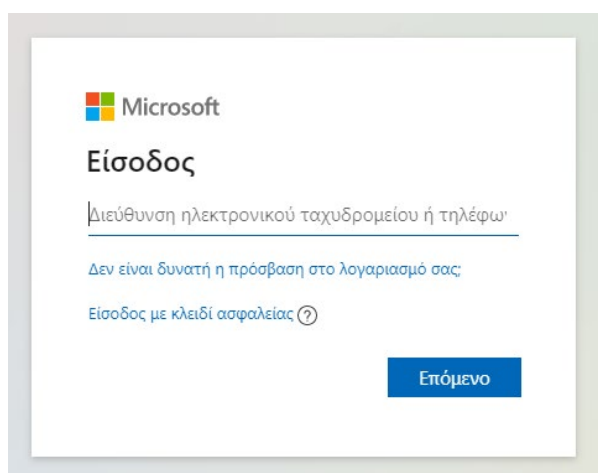 Microsoft
Είσοδος
Διεύθυνση ηλεκτρονικού ταχυδρομείου ή τηλέφω
Δεν είναι δυνατή η πρόσβαση στο λογαριασμό σας;
Είσοδος με κλειδί ασφαλείας ?
Επόμενο